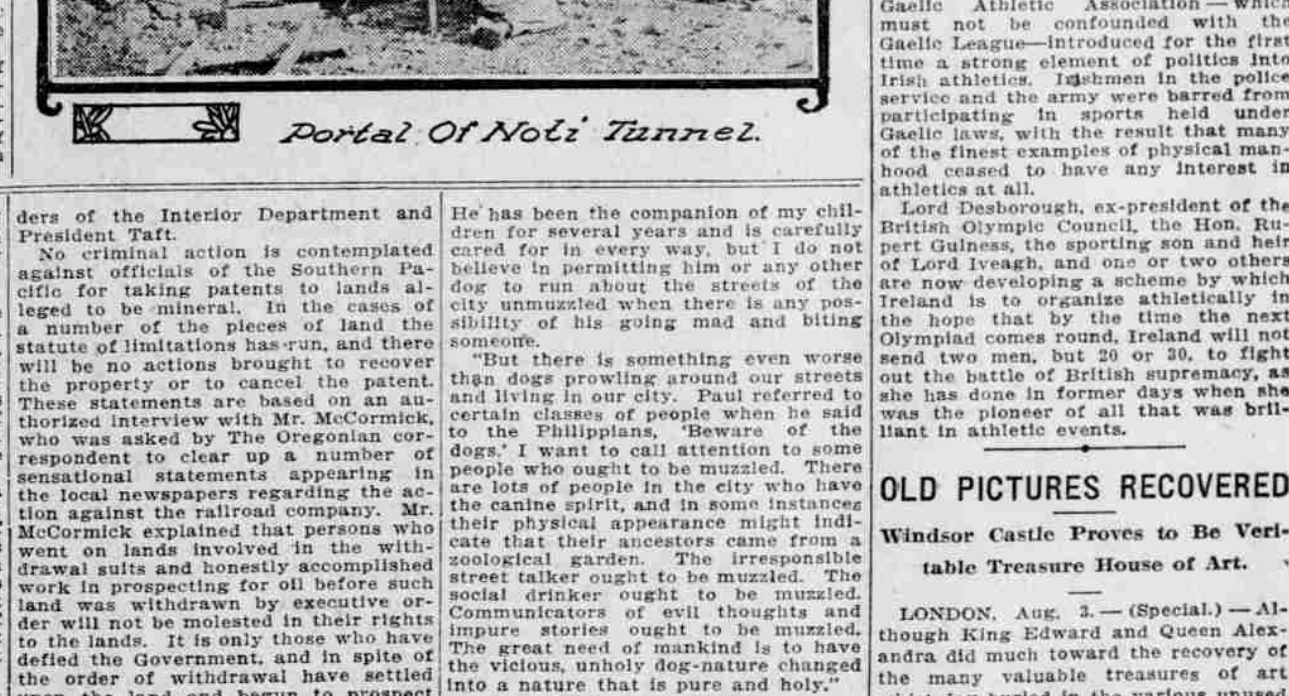 Portal Of Noti Tunnel.
ders of the Interior Department and
President Taft.
No criminal action is contemplated
against officials of the Southern Pa-
cific for taking patents to lands al-
leged to be mineral. In the cases of
a number of the pieces of land the
statute of limitations has run, and there
will be no actions brought to recover
the property or to cancel the patent.
These statements are based on an au-
thorized interview with Mr. McCormick,
who was asked by The Oregonian cor-
respondent to clear up a number of
sensational statements appearing in
the local newspapers regarding the ac-
tion against the railroad company. Mr.
McCormick explained that persons who
went on lands involved in the with-
drawal suits and honestly accomplished
work in prospecting for oil before such
land was withdrawn by executive or-
der will not be molested in their rights
to the lands. It is only those who have
defied the Government, and in spite of
the order of withdrawal have settled
upon the land and begun to prospect
He has been the companion of my chil-
dren for several years and is carefully
cared for in every way, but I do not
believe in permitting him or any other
dog to run about the streets of the
city unmuzzled when there is any pos-
sibility of his going mad and biting
someone.
"But there is something even worse
than dogs prowling around our streets
and living in our city. Paul referred to
certain classes of people when he said
to the Philippians, 'Beware of the
dogs.' I want to call attention to some
people who ought to be muzzled. There
are lots of people in the city who have
the canine spirit, and in some instances
their physical appearance might indi-
cate that their ancestors came from a
zoological garden. The irresponsible
street talker ought to be muzzled. The
social drinker ought to be muzzled.
Communicators of evil thoughts and
impure stories ought to be muzzled.
The great need of mankind is to have
the vicious, unholy dog-nature changed
into a nature that is pure and holy."
Gaelic Athletic Association — which
must not be confounded with the
Gaelic League—introduced for the first
time a strong element of politics into
Irish athletics. Irishmen in the police
service and the army were barred from
participating in sports held under
Gaelic laws, with the result that many
of the finest examples of physical man-
hood ceased to have any interest in
athletics at all.
Lord Desborough, ex-president of the
British Olympic Council, the Hon. Ru-
pert Guiness, the sporting son and heir
of Lord Iveagh, and one or two others
are now developing a scheme by which
Ireland is to organize athletically in
the hope that by the time the next
Olympiad comes round, Ireland will not
send two men, but 20 or 30, to fight
out the battle of British supremacy, as
she has done in former days when she
was the pioneer of all that was bril-
liant in athletic events.
OLD PICTURES RECOVERED
Windsor Castle Proves to Be Veri-
table Treasure House of Art.
LONDON, Aug. 3. — (Special.) — Al-
though King Edward and Queen Alex-
andra did much toward the recovery of
the many valuable treasures of art